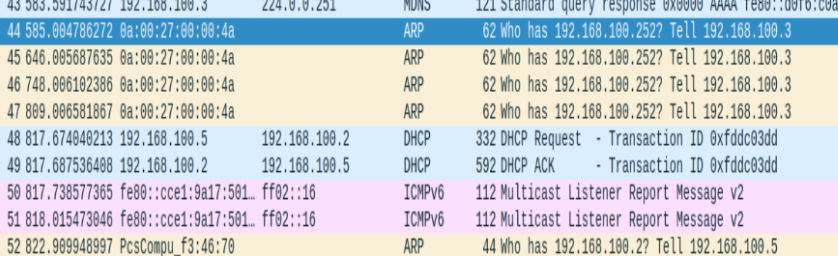 43 583.591743727 192.168.100.3 224.0.0.251 MDNS 121 Standard query response 0x0000 AAAA fe80::d0f6:c0a
44 585.004786272 0a:00:27:00:00:4a ARP 62 Who has 192.168.100.252? Tell 192.168.100.3
45 646.005687635 0a:00:27:00:00:4a ARP 62 Who has 192.168.100.252? Tell 192.168.100.3
46 748.006102386 0a:00:27:00:00:4a ARP 62 Who has 192.168.100.252? Tell 192.168.100.3
47 809.006581867 0a:00:27:00:00:4a ARP 62 Who has 192.168.100.252? Tell 192.168.100.3
48 817.674040213 192.168.100.5 192.168.100.2 DHCP 332 DHCP Request - Transaction ID 0xfddc03dd
49 817.687536408 192.168.100.2 192.168.100.5 DHCP 592 DHCP ACK - Transaction ID 0xfddc03dd
50 817.738577365 fe80::cce1:9a17:501… ff02::16 ICMPv6 112 Multicast Listener Report Message v2
51 818.015473046 fe80::cce1:9a17:501… ff02::16 ICMPv6 112 Multicast Listener Report Message v2
52 822.909948997 PcsCompu_f3:46:70 ARP 44 Who has 192.168.100.2? Tell 192.168.100.5